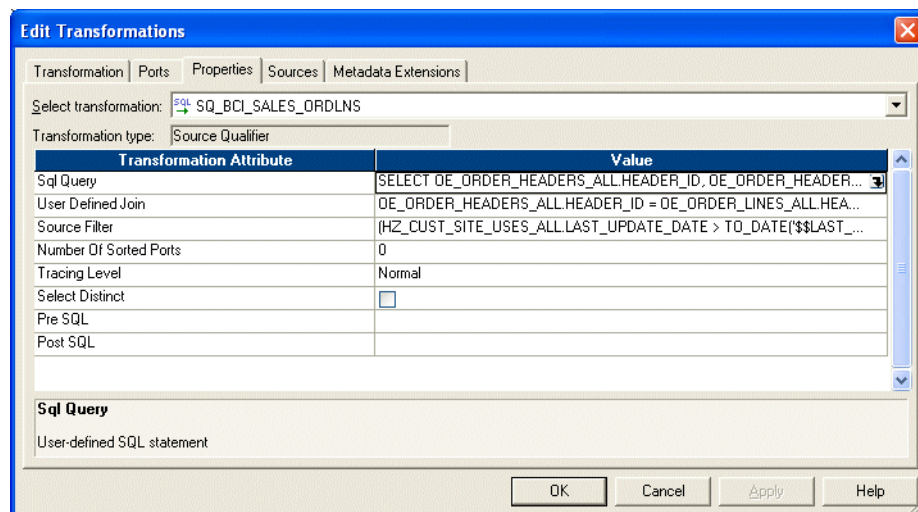 Edit Transformations
Transformation Ports Properties Sources Metadata Extensions
Select transformation: SQL SQ_BCI_SALES_ORDLNS
Transformation type: Source Qualifier
Transformation Attribute Value
Sql Query SELECT OE_ORDER_HEADERS_ALL.HEADER_ID, OE_ORDER_HEADER...
User Defined Join OE_ORDER_HEADERS_ALL.HEADER_ID = OE_ORDER_LINES_ALL.HEA...
Source Filter (HZ_CUST_SITE_USES_ALL.LAST_UPDATE_DATE > TO_DATE('$$LAST_...
Number Of Sorted Ports 0
Tracing Level Normal
Select Distinct
Pre SQL
Post SQL
Sql Query
User-defined SQL statement
OK Cancel Apply Help